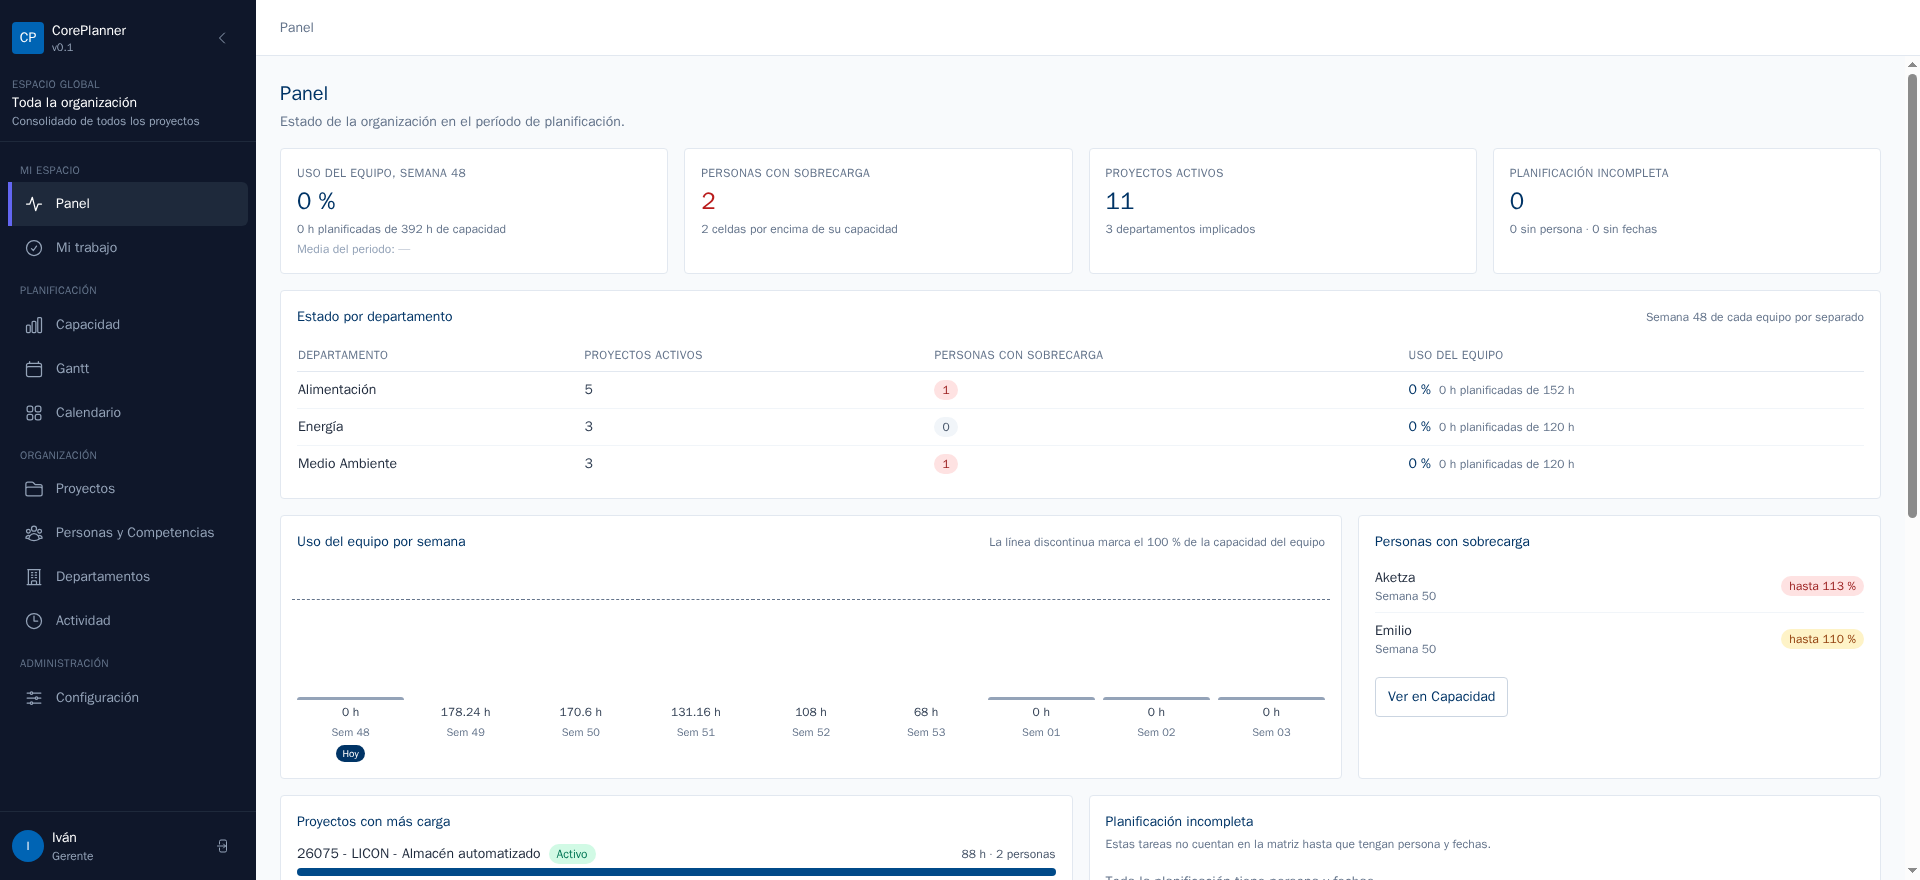 CP
CorePlanner
v0.1
ESPACIO GLOBAL
Toda la organización
Consolidado de todos los proyectos
MI ESPACIO
Panel
Mi trabajo
PLANIFICACIÓN
Capacidad
Gantt
Calendario
ORGANIZACIÓN
Proyectos
Personas y Competencias
Departamentos
Actividad
ADMINISTRACIÓN
Configuración
I
Iván
Gerente
Panel
Panel
Estado de la organización en el período de planificación.
USO DEL EQUIPO, SEMANA 48
0 %
0 h planificadas de 392 h de capacidad
Media del periodo: —
PERSONAS CON SOBRECARGA
2
2 celdas por encima de su capacidad
PROYECTOS ACTIVOS
11
3 departamentos implicados
PLANIFICACIÓN INCOMPLETA
0
0 sin persona · 0 sin fechas
Estado por departamento
Semana 48 de cada equipo por separado
DEPARTAMENTO PROYECTOS ACTIVOS PERSONAS CON SOBRECARGA USO DEL EQUIPO
Alimentación 5 1 0 % 0 h planificadas de 152 h
Energía 3 0 0 % 0 h planificadas de 120 h
Medio Ambiente 3 1 0 % 0 h planificadas de 120 h
Uso del equipo por semana
La línea discontinua marca el 100 % de la capacidad del equipo
0 h 178.24 h 170.6 h 131.16 h 108 h 68 h 0 h 0 h 0 h
Sem 48 Sem 49 Sem 50 Sem 51 Sem 52 Sem 53 Sem 01 Sem 02 Sem 03
Hoy
Personas con sobrecarga
Aketza
Semana 50
hasta 113 %
Emilio
Semana 50
hasta 110 %
Ver en Capacidad
Proyectos con más carga
26075 - LICON - Almacén automatizado Activo 88 h · 2 personas
Planificación incompleta
Estas tareas no cuentan en la matriz hasta que tengan persona y fechas.